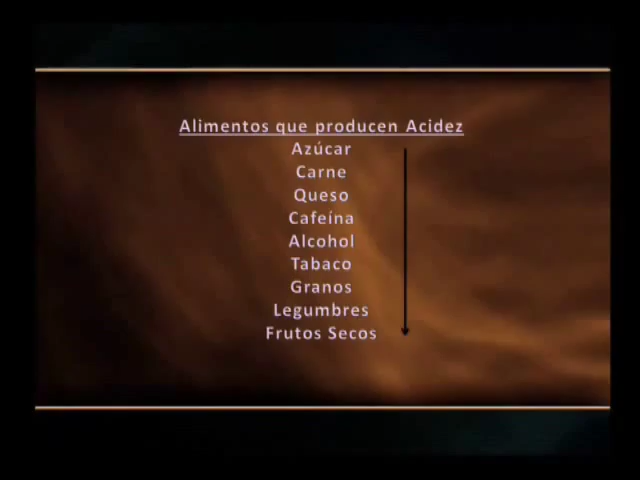 Alimentos que producen Acidez
Azúcar
Carne
Queso
Cafeína
Alcohol
Tabaco
Granos
Legumbres
Frutos Secos